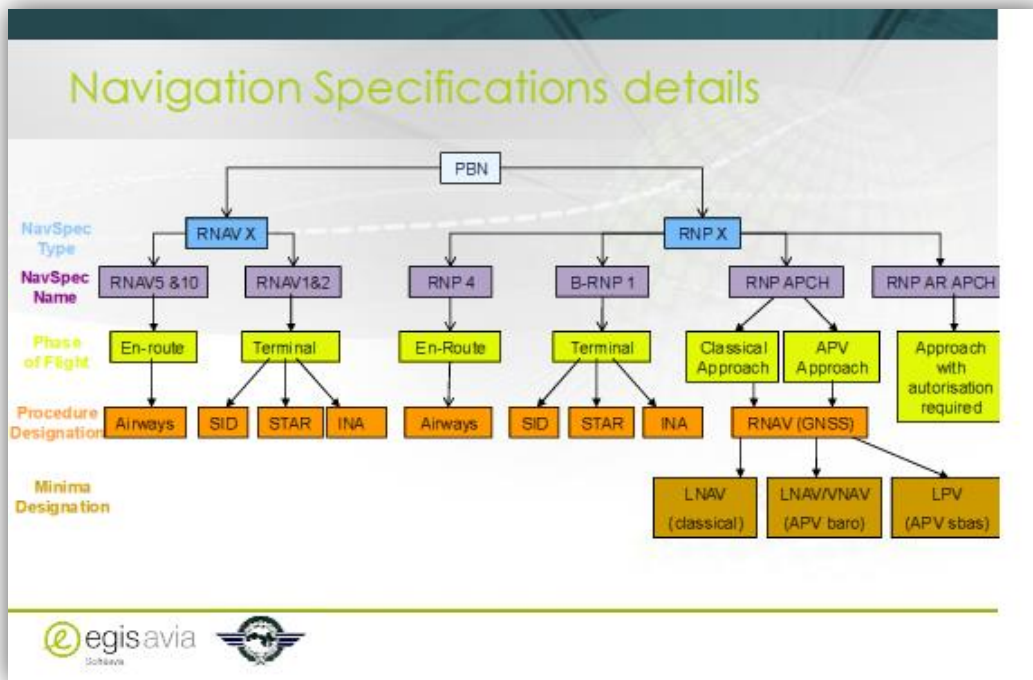 Navigation Specifications details
PBN
NavSpec
Type
RNAV X
RNP X
NavSpec
Name
RNAV5 &10
RNAV1&2
RNP 4
B-RNP 1
RNP APCH
RNP AR APCH
Phase
of Flight
En-route
Terminal
En-Route
Terminal
Classical
Approach
APV
Approach
Approach
with
autorisation
required
Procedure
Designation
Airways
SID
STAR
INA
Airways
SID
STAR
INA
RNAV (GNSS)
Minima
Designation
LNAV
(classical)
LNAV/VNAV
(APV baro)
LPV
(APV sbas)
egis avia